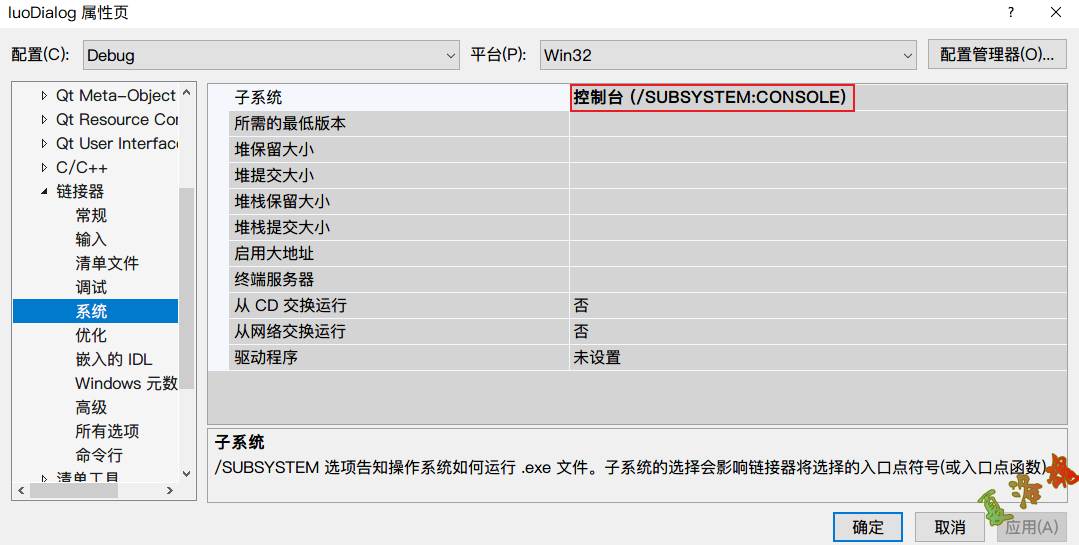 luoDialog 属性页
?
配置(C): Debug 平台(P): Win32 配置管理器(O)...
Qt Meta-Object
Qt Resource Cor
Qt User Interfac
C/C++
链接器
常规
输入
清单文件
调试
系统
优化
嵌入的 IDL
Windows 元数
高级
所有选项
命令行
清单工具
子系统 控制台 (/SUBSYSTEM:CONSOLE)
所需的最低版本
堆保留大小
堆提交大小
堆栈保留大小
堆栈提交大小
启用大地址
终端服务器
从 CD 交换运行 否
从网络交换运行 否
驱动程序 未设置
子系统
/SUBSYSTEM 选项告知操作系统如何运行 .exe 文件。子系统的选择会影响链接器将选择的入口点符号(或入口点函数)
确定 取消 应用(A)